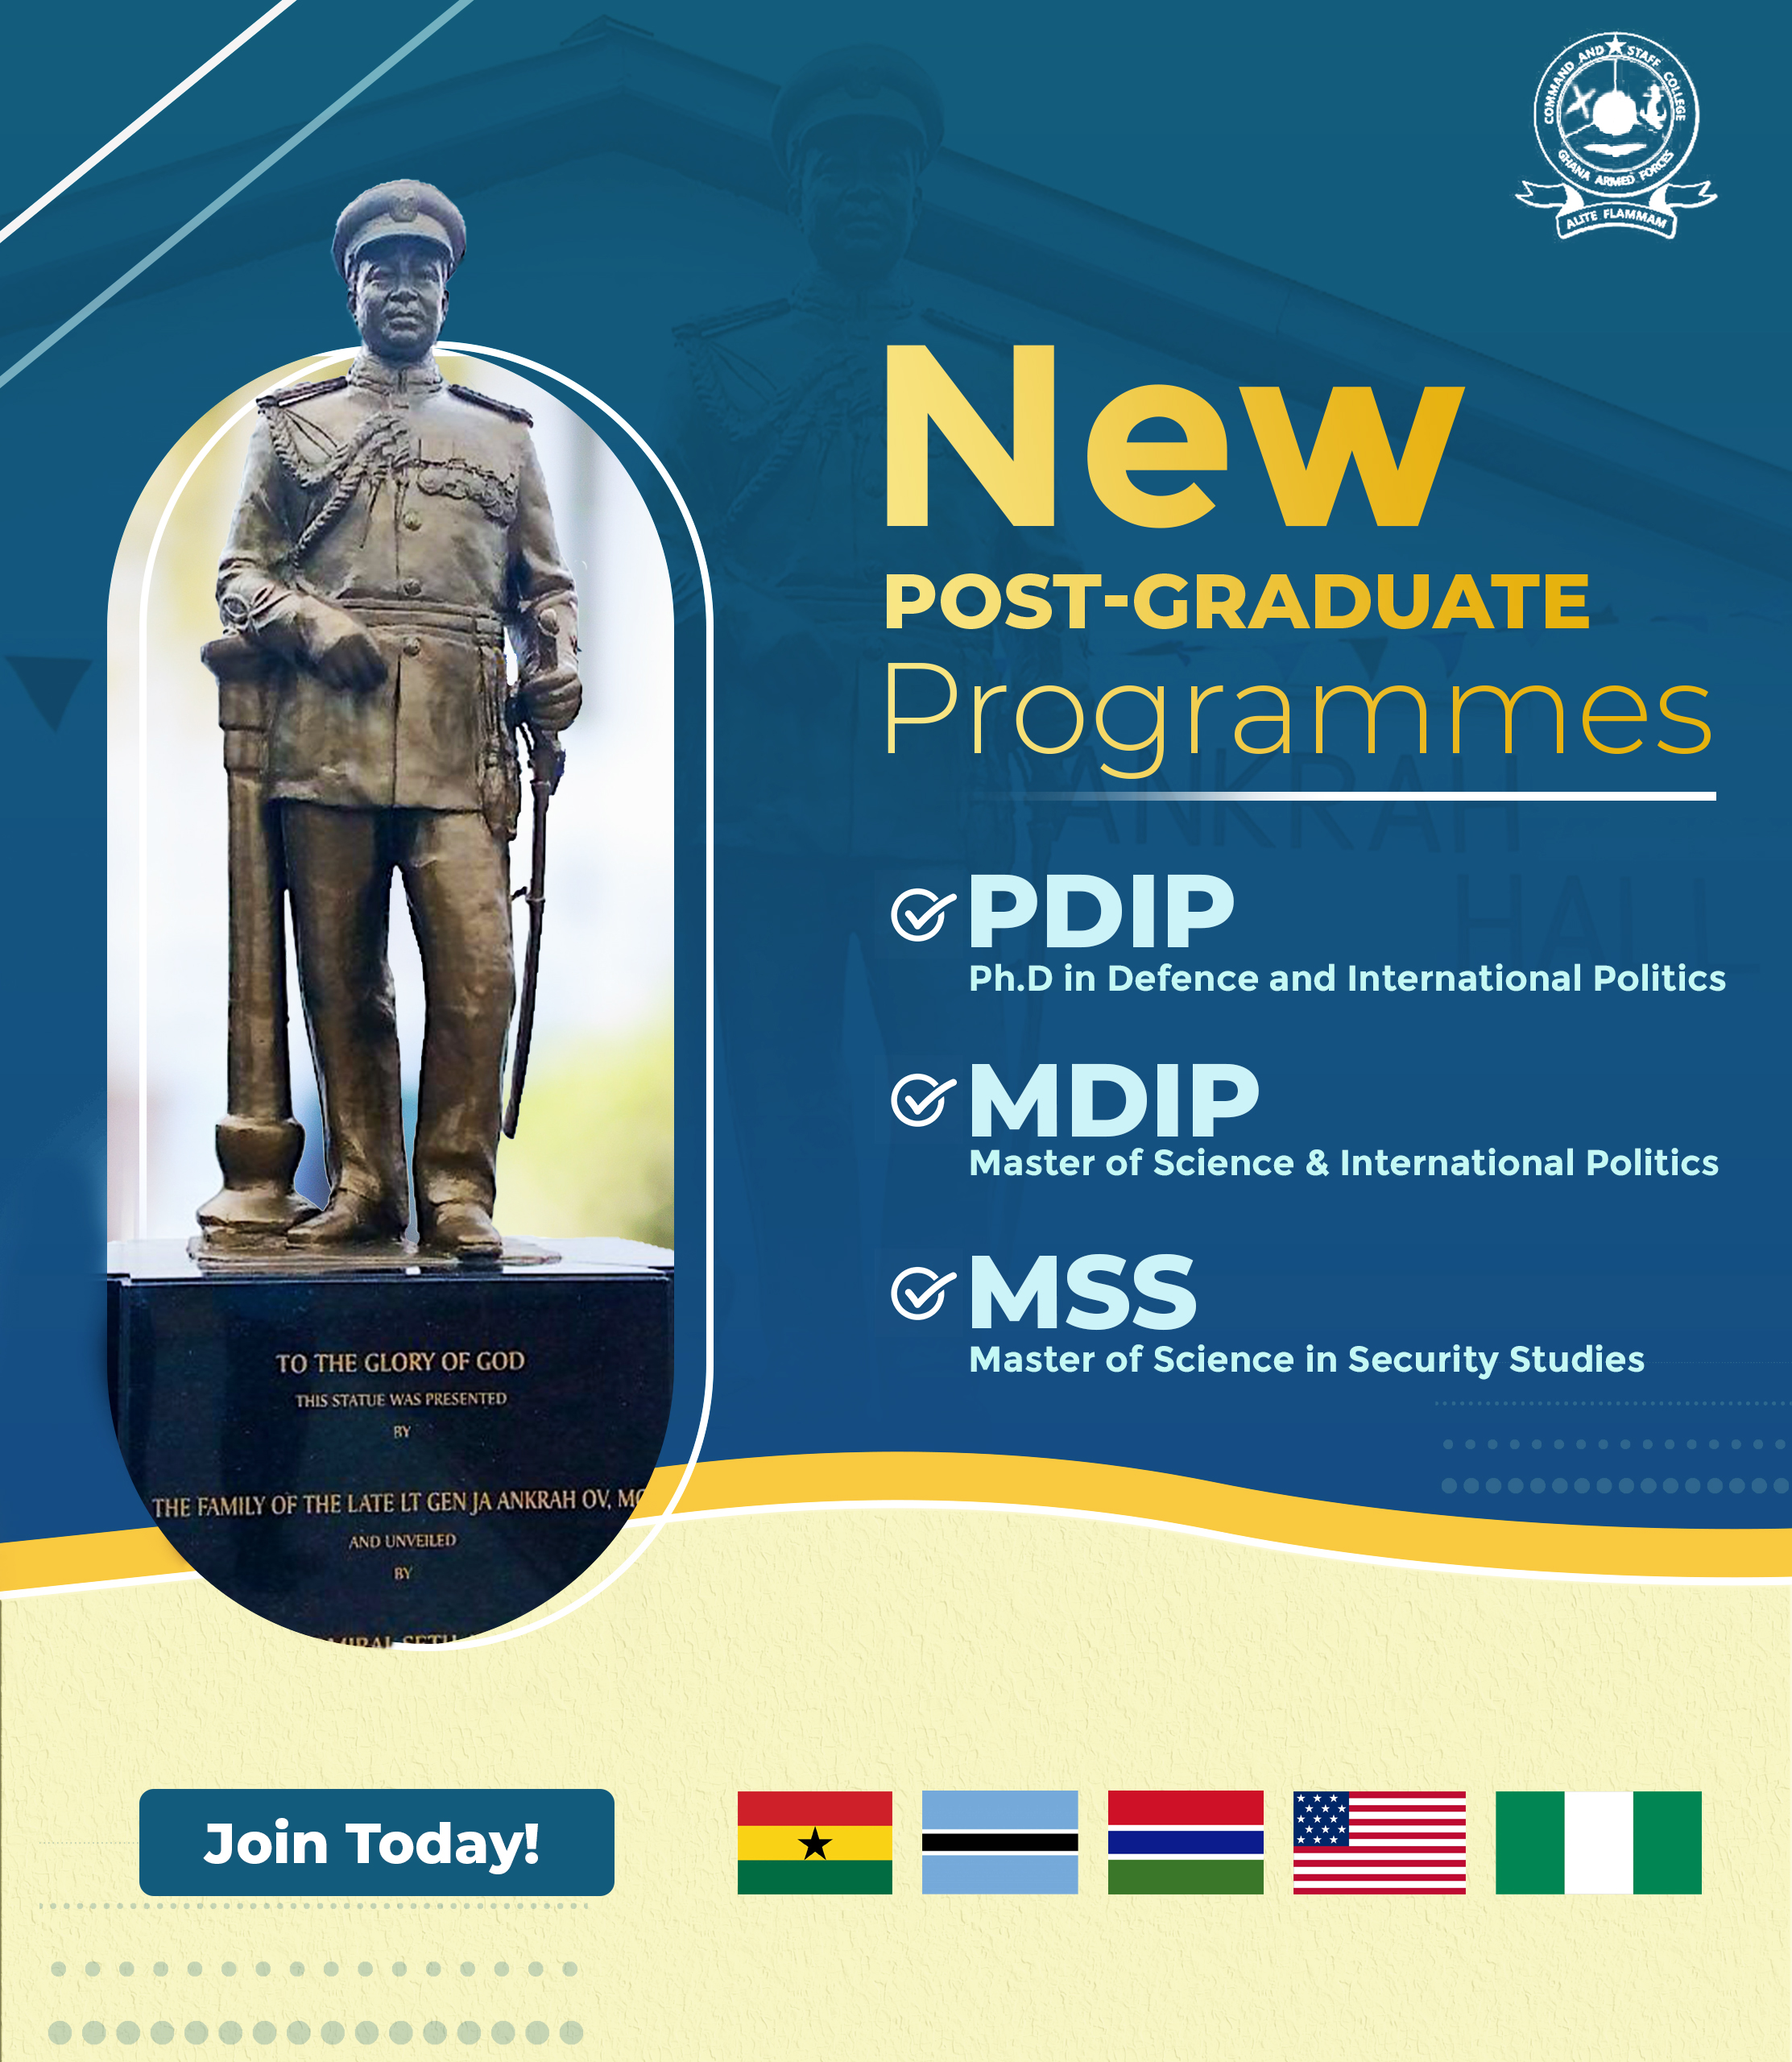 COMMAND AND STAFF COLLEGE
GHANA ARMED FORCES
ALITE FLAMMAM
New
POST-GRADUATE
Programmes
ANKRAH
HALL
PDIP
Ph.D in Defence and International Politics
MDIP
Master of Science & International Politics
MSS
Master of Science in Security Studies
TO THE GLORY OF GOD
THIS STATUE WAS PRESENTED
BY
THE FAMILY OF THE LATE LT GEN JA ANKRAH OV,
AND UNVEILED
BY
Join Today!